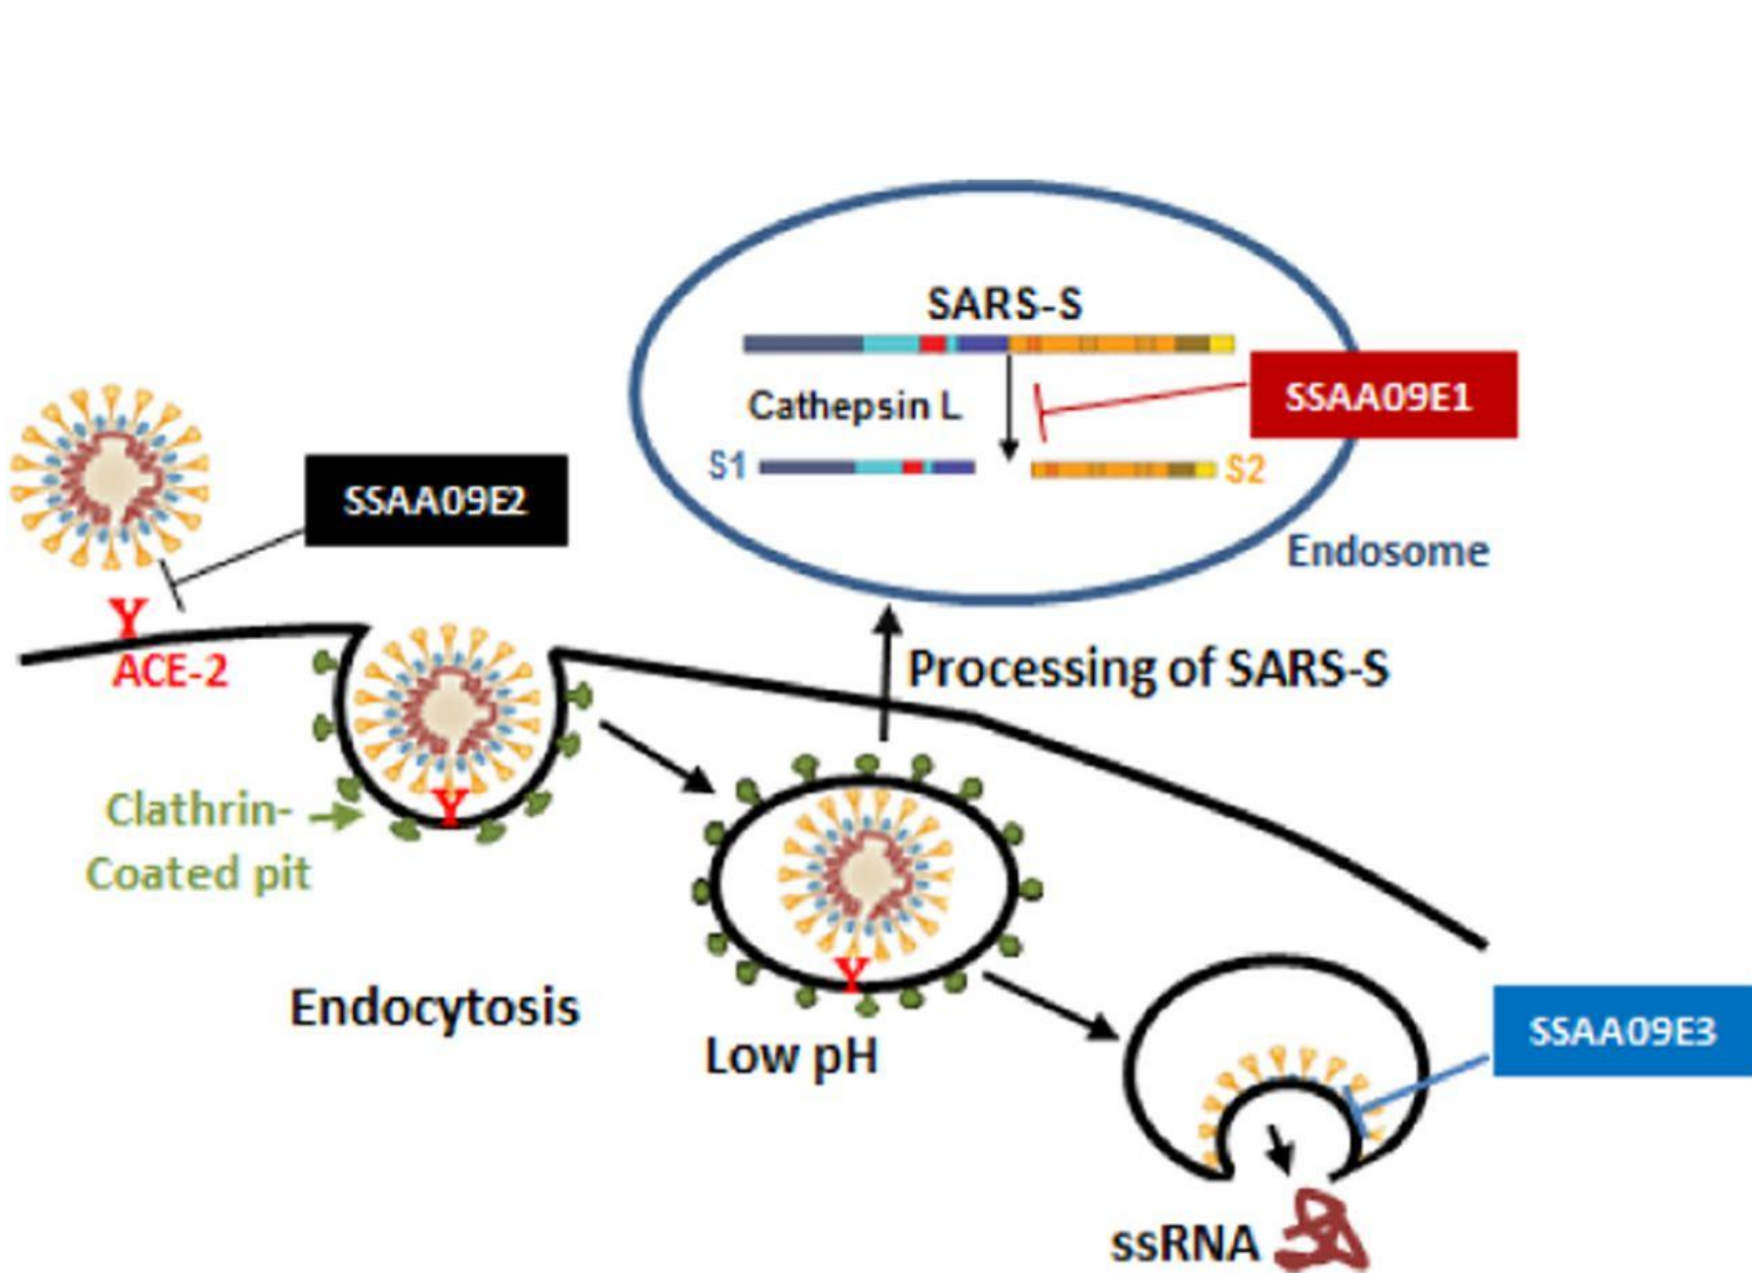 SARS-S
SSAA09E1
Cathepsin L
S1
S2
SSAA09E2
Endosome
ACE-2
Processing of SARS-S
Clathrin-
Coated pit
Endocytosis
Low pH
SSAA09E3
ssRNA